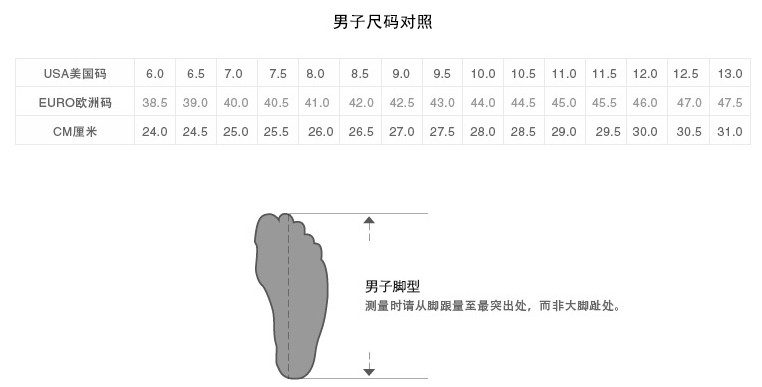 男子尺码对照
USA美国码 6.0 6.5 7.0 7.5 8.0 8.5 9.0 9.5 10.0 10.5 11.0 11.5 12.0 12.5 13.0
EURO欧洲码 38.5 39.0 40.0 40.5 41.0 42.0 42.5 43.0 44.0 44.5 45.0 45.5 46.0 47.0 47.5
CM厘米 24.0 24.5 25.0 25.5 26.0 26.5 27.0 27.5 28.0 28.5 29.0 29.5 30.0 30.5 31.0
男子脚型
测量时请从脚跟量至最突出处，而非大脚趾处。